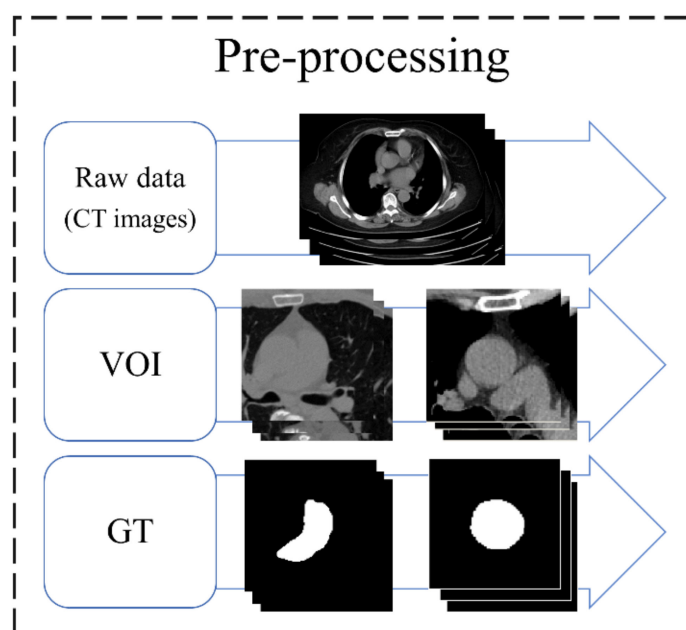 Pre-processing
Raw data
(CT images)
VOI
GT